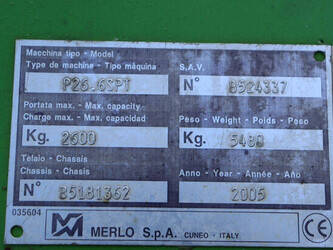 Macchina tipo - Model
Type de machine - Tipo máquina
P26.6SPT
S.A.V.
N° B524337
Portata max. - Max. capacity
Charge max. - Max. capacidad
Kg. 2600
Peso - Weight - Poids - Peso
Kg. 5480
Telaio - Chassis
Chassis - Chasis
N° B5181362
Anno - Year - Année - Año
2005
035604
MERLO S.p.A. CUNEO - ITALY
CE